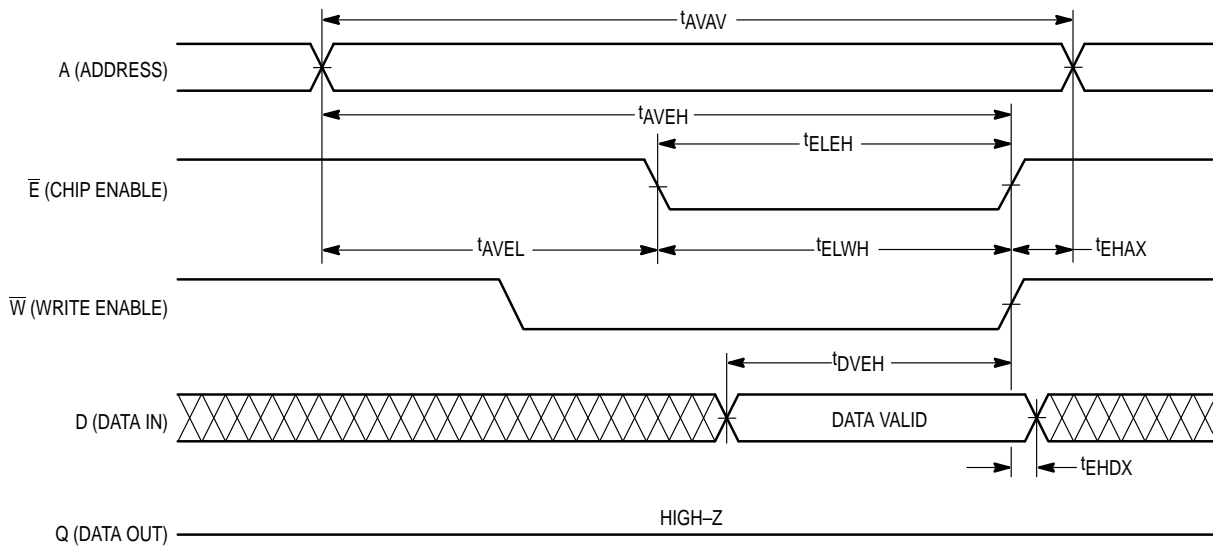 tAVAV
A (ADDRESS)
tAVEH
tELEH
E̅ (CHIP ENABLE)
tAVEL
tELWH
tEHAX
W̅ (WRITE ENABLE)
tDVEH
D (DATA IN)
DATA VALID
tEHDX
HIGH–Z
Q (DATA OUT)